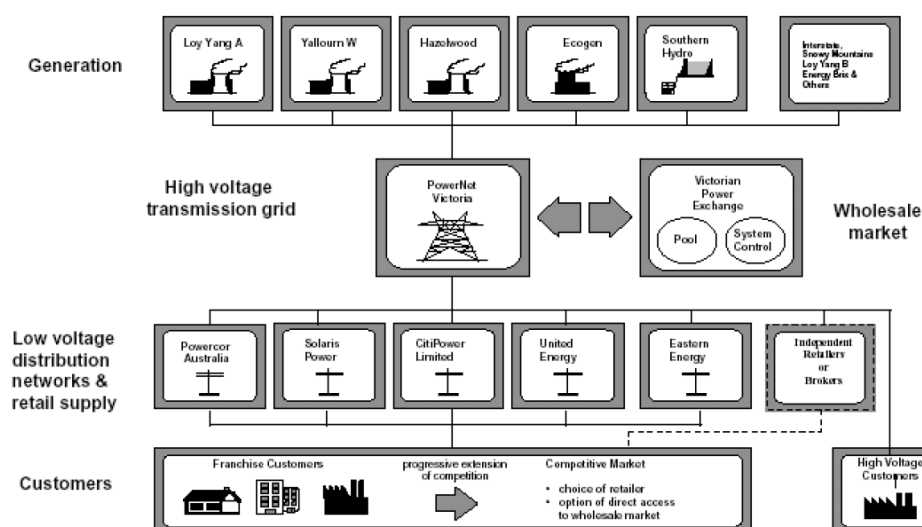 Generation
Loy Yang A
Yallourn W
Hazelwood
Ecogen
Southern
Hydro
Interstate,
Snowy Mountains
Loy Yang B
Energy Brix &
Others
High voltage
transmission grid
PowerNet
Victoria
Victorian
Power
Exchange
Pool
System
Control
Wholesale
market
Low voltage
distribution
networks &
retail supply
Powercor
Australia
Solaris
Power
CitiPower
Limited
United
Energy
Eastern
Energy
Independent
Retailers
or
Brokers
Customers
Franchise Customers
progressive extension
of competition
Competitive Market
• choice of retailer
• option of direct access
to wholesale market
High Voltage
Customers